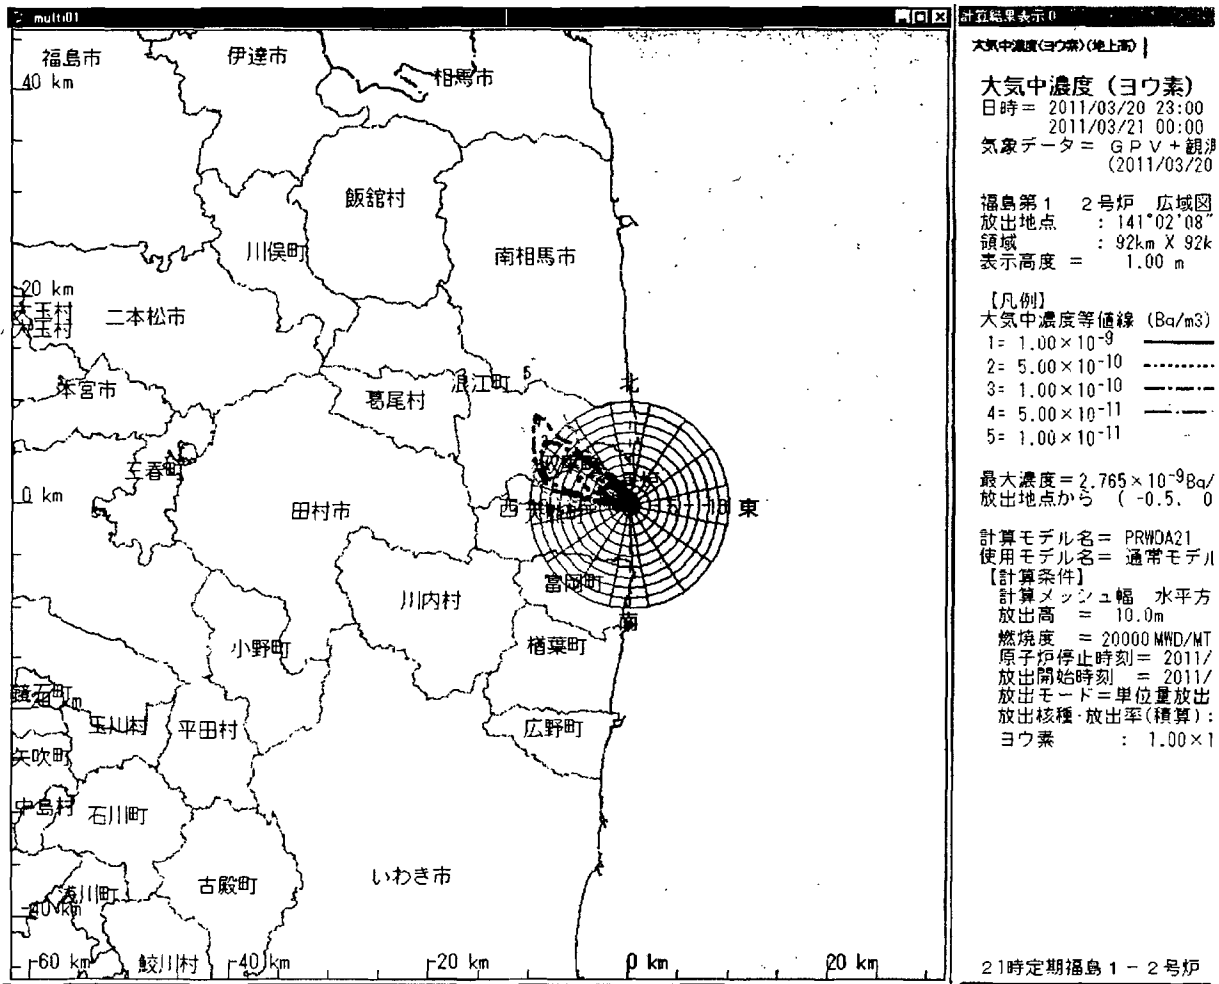 multi01
福島市
伊達市
相馬市
40 km
飯舘村
川俣町
南相馬市
20 km
大玉村
二本松市
大玉村
浪江町
5
北
本宮市
葛尾村
三春町
0 km
田村市
西
東
富岡町
川内村
南
小野町
楢葉町
鏡石町
玉川村
平田村
広野町
矢吹町
中島村
石川町
いわき市
古殿町
浅川町
-40 km
鮫川村
-60 km
-40 km
-20 km
0 km
20 km
計算結果表示0
大気中濃度(ヨウ素)(地上高)
大気中濃度 (ヨウ素)
日時= 2011/03/20 23:00
2011/03/21 00:00
気象データ= GPV+観測
(2011/03/20
福島第1 2号炉 広域図
放出地点 : 141°02'08"
領域 : 92km X 92k
表示高度 = 1.00 m
【凡例】
大気中濃度等値線 (Bq/m3)
1= 1.00×10-9
2= 5.00×10-10
3= 1.00×10-10
4= 5.00×10-11
5= 1.00×10-11
最大濃度=2.765×10-9Bq/
放出地点から ( -0.5, 0
計算モデル名= PRWDA21
使用モデル名= 通常モデル
【計算条件】
計算メッシュ幅 水平方
放出高 = 10.0m
燃焼度 = 20000MWD/MT
原子炉停止時刻= 2011/
放出開始時刻 = 2011/
放出モード=単位量放出
放出核種・放出率(積算):
ヨウ素 : 1.00×1
21時定期福島1-2号炉